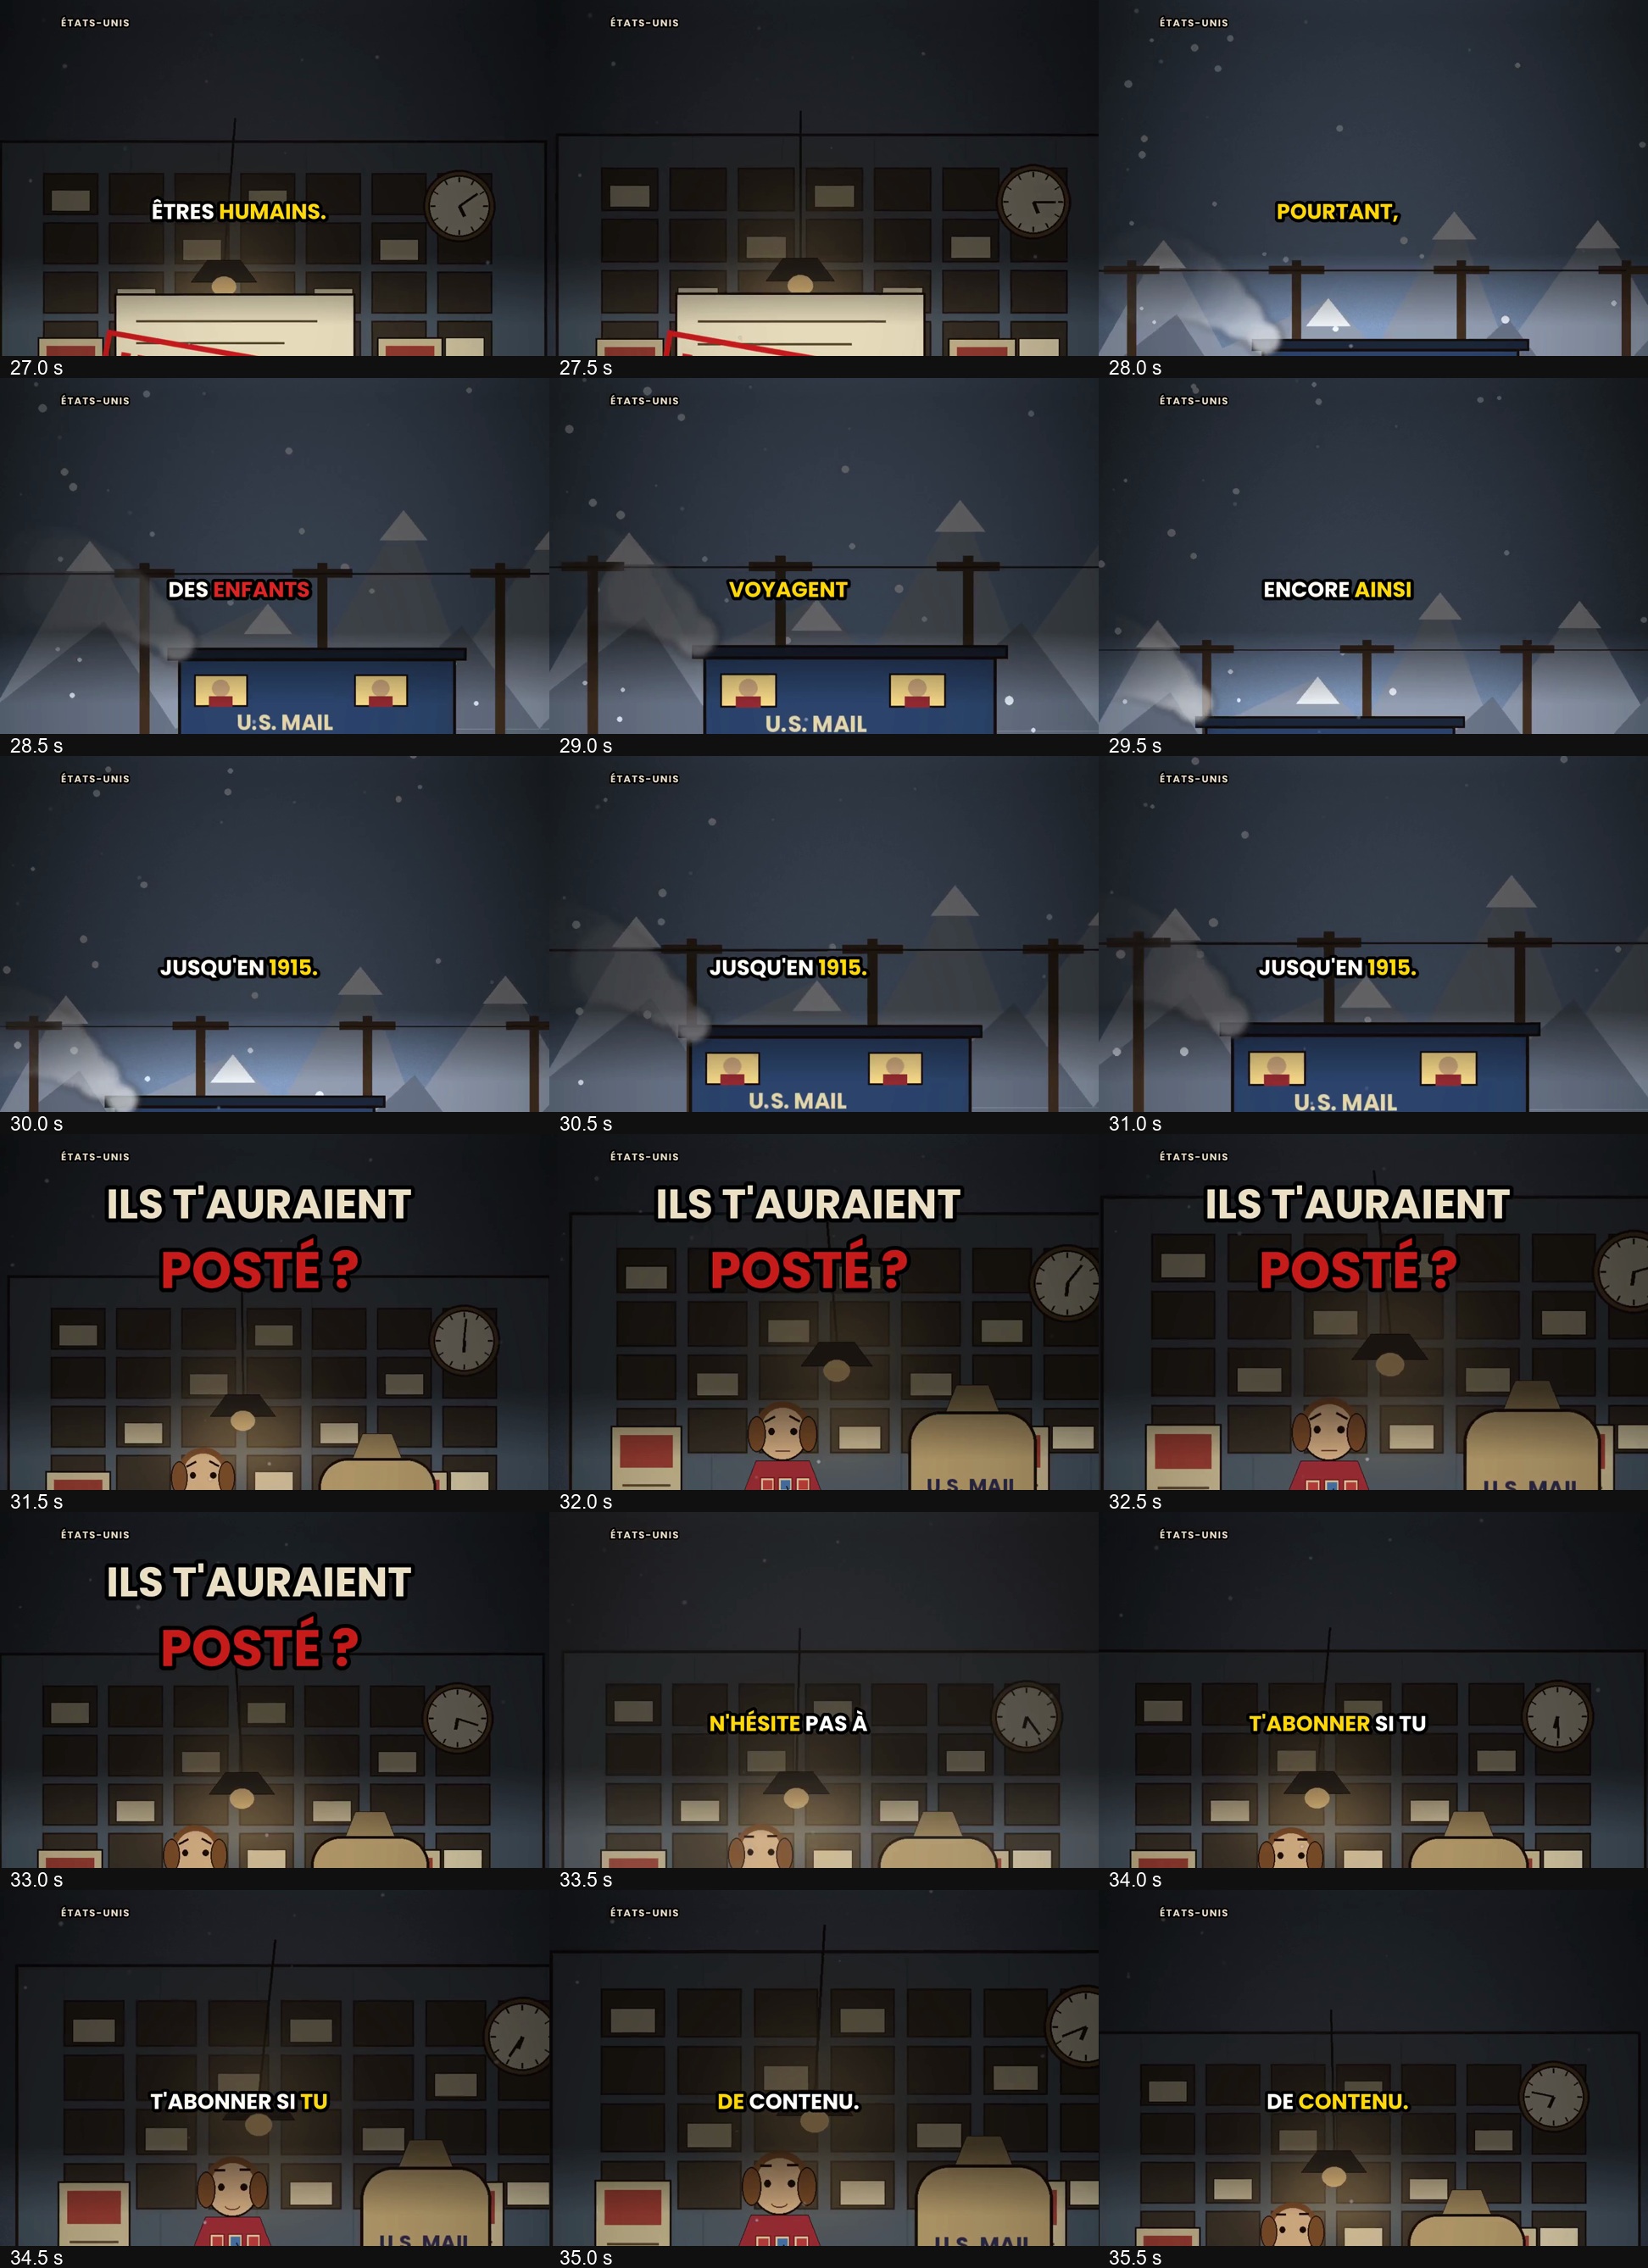 ÉTATS-UNIS
ÊTRES HUMAINS.
27.0 s
ÉTATS-UNIS
27.5 s
ÉTATS-UNIS
POURTANT,
28.0 s
ÉTATS-UNIS
DES ENFANTS
U.S. MAIL
28.5 s
ÉTATS-UNIS
VOYAGENT
U.S. MAIL
29.0 s
ÉTATS-UNIS
ENCORE AINSI
29.5 s
ÉTATS-UNIS
JUSQU'EN 1915.
30.0 s
ÉTATS-UNIS
JUSQU'EN 1915.
U.S. MAIL
30.5 s
ÉTATS-UNIS
JUSQU'EN 1915.
U.S. MAIL
31.0 s
ÉTATS-UNIS
ILS T'AURAIENT
POSTÉ ?
31.5 s
ÉTATS-UNIS
ILS T'AURAIENT
POSTÉ ?
U.S. MAIL
32.0 s
ÉTATS-UNIS
ILS T'AURAIENT
POSTÉ ?
U.S. MAIL
32.5 s
ÉTATS-UNIS
ILS T'AURAIENT
POSTÉ ?
33.0 s
ÉTATS-UNIS
N'HÉSITE PAS À
33.5 s
ÉTATS-UNIS
T'ABONNER SI TU
34.0 s
ÉTATS-UNIS
T'ABONNER SI TU
U.S. MAIL
34.5 s
ÉTATS-UNIS
DE CONTENU.
U.S. MAIL
35.0 s
ÉTATS-UNIS
DE CONTENU.
35.5 s